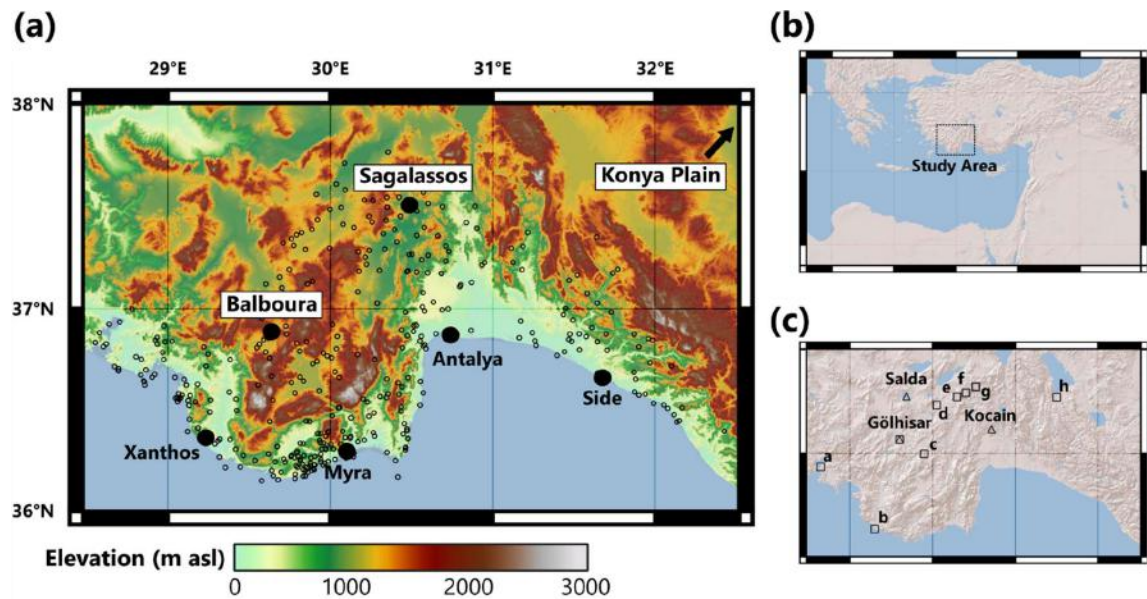 (a)
29°E 30°E 31°E 32°E
38°N
37°N
36°N
Konya Plain
Sagalassos
Balboura
Antalya
Side
Xanthos
Myra
Elevation (m asl)
0 1000 2000 3000
(b)
Study Area
(c)
Salda
e
f
g
h
d
Kocain
Gölhisar
c
a
b